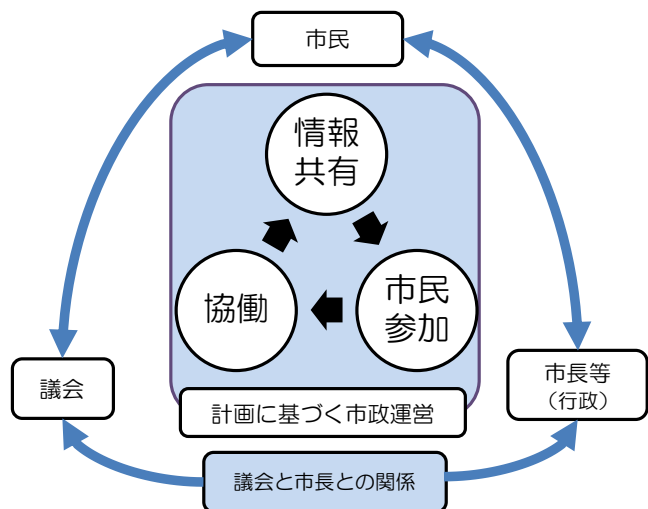 市民
情報
共有
協働
市民
参加
議会
市長等
（行政）
計画に基づく市政運営
議会と市長との関係